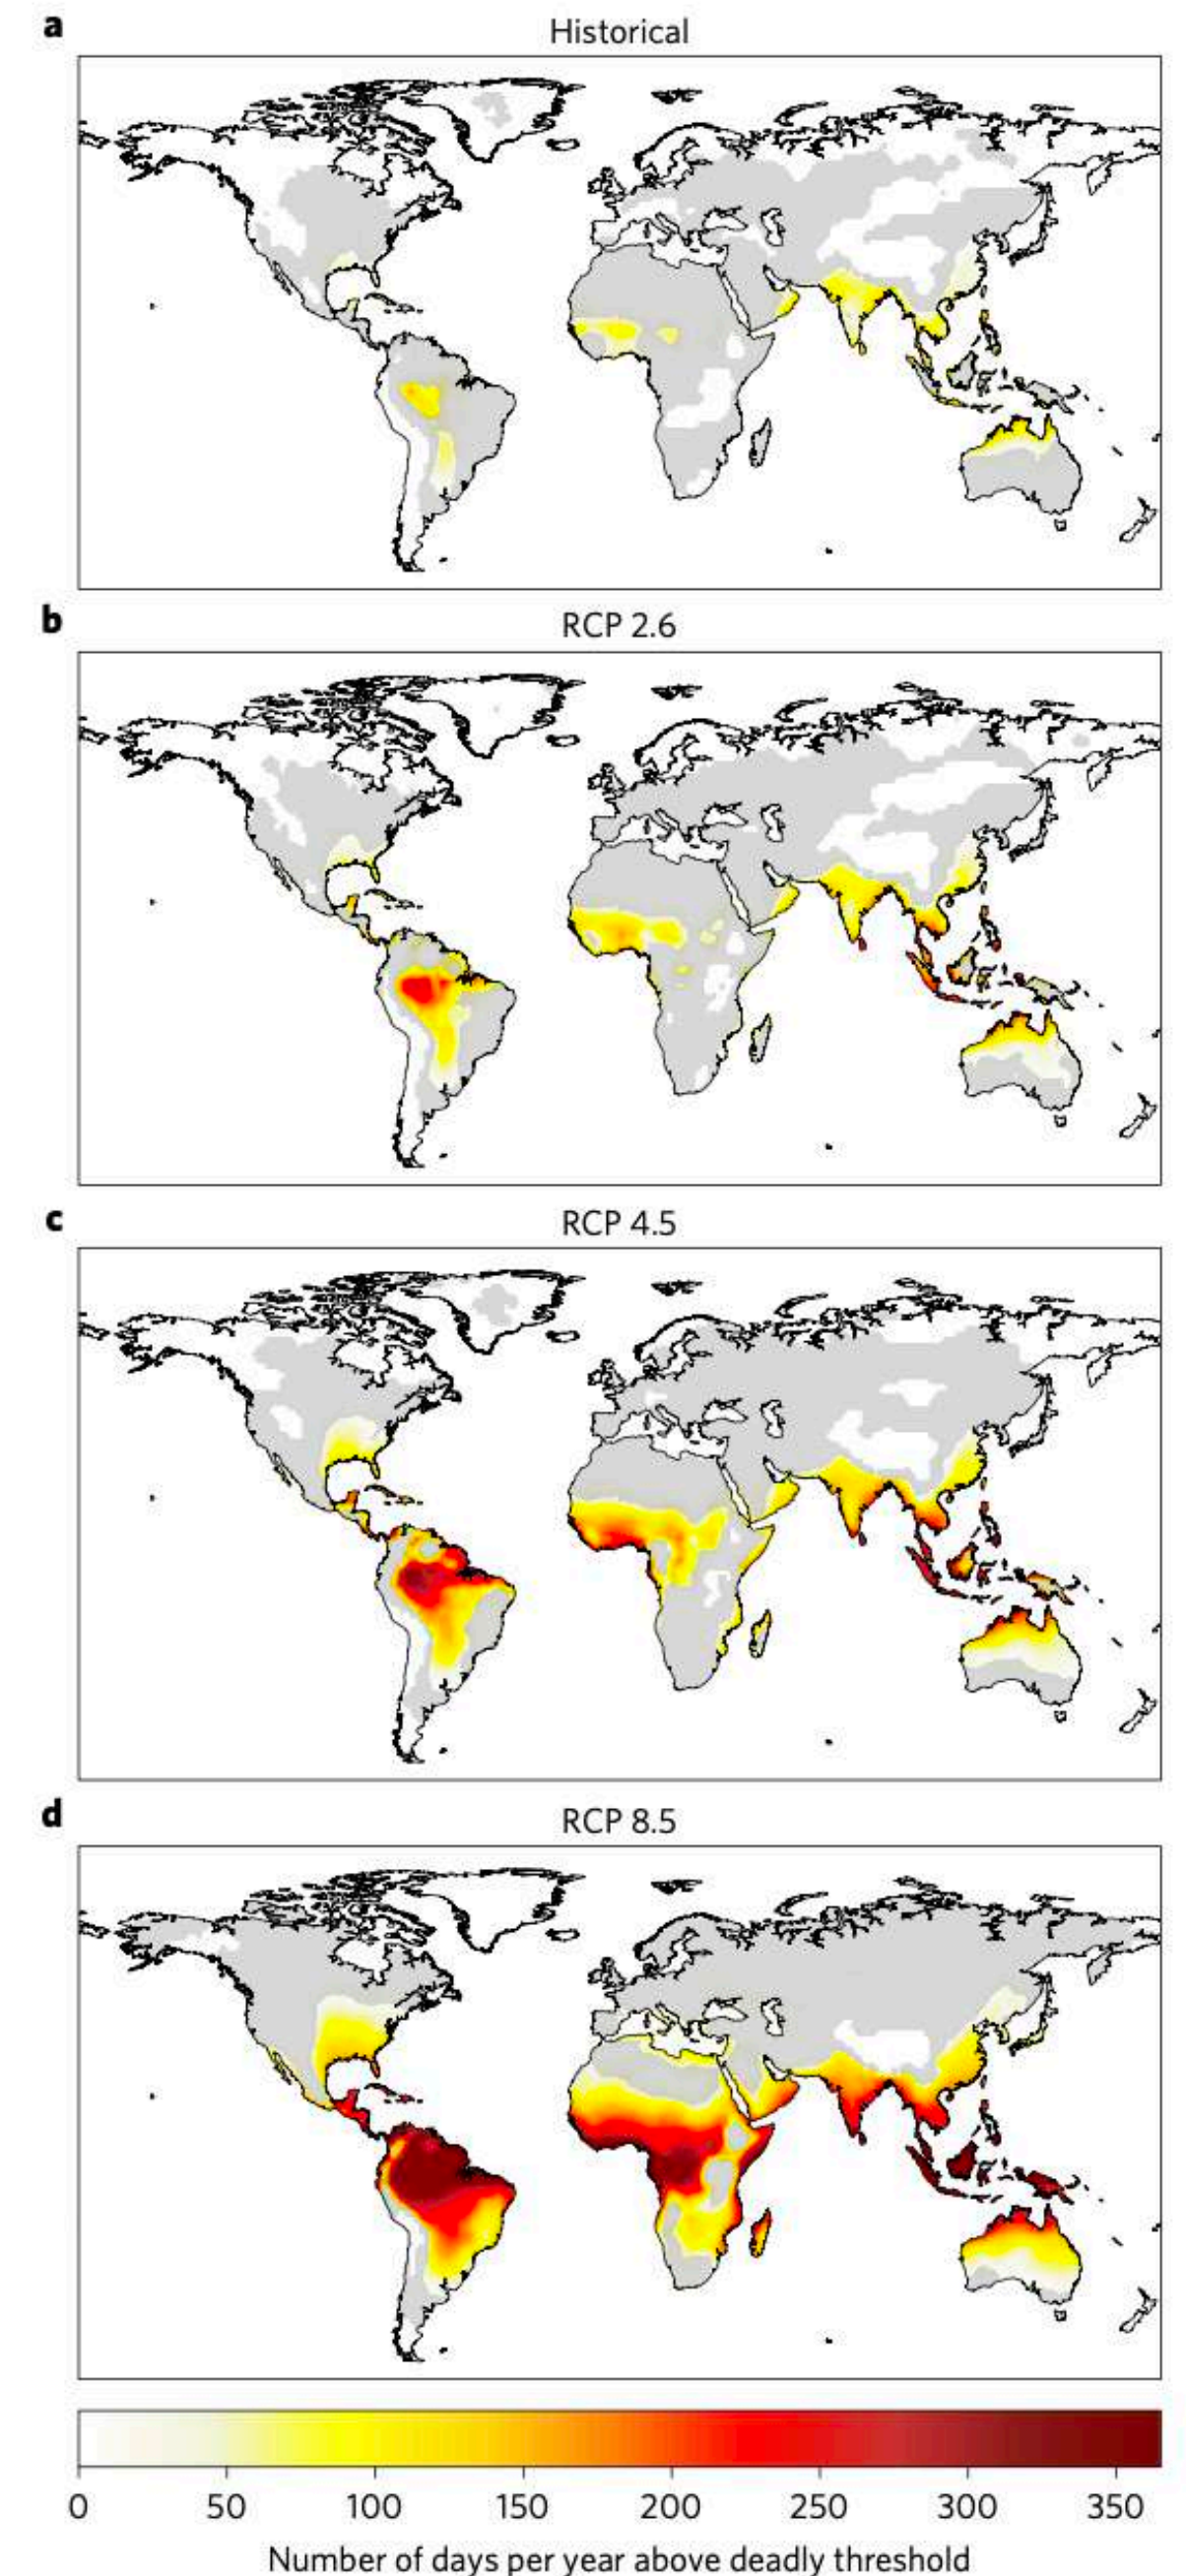 a
Historical
b
RCP 2.6
c
RCP 4.5
d
RCP 8.5
0 50 100 150 200 250 300 350
Number of days per year above deadly threshold